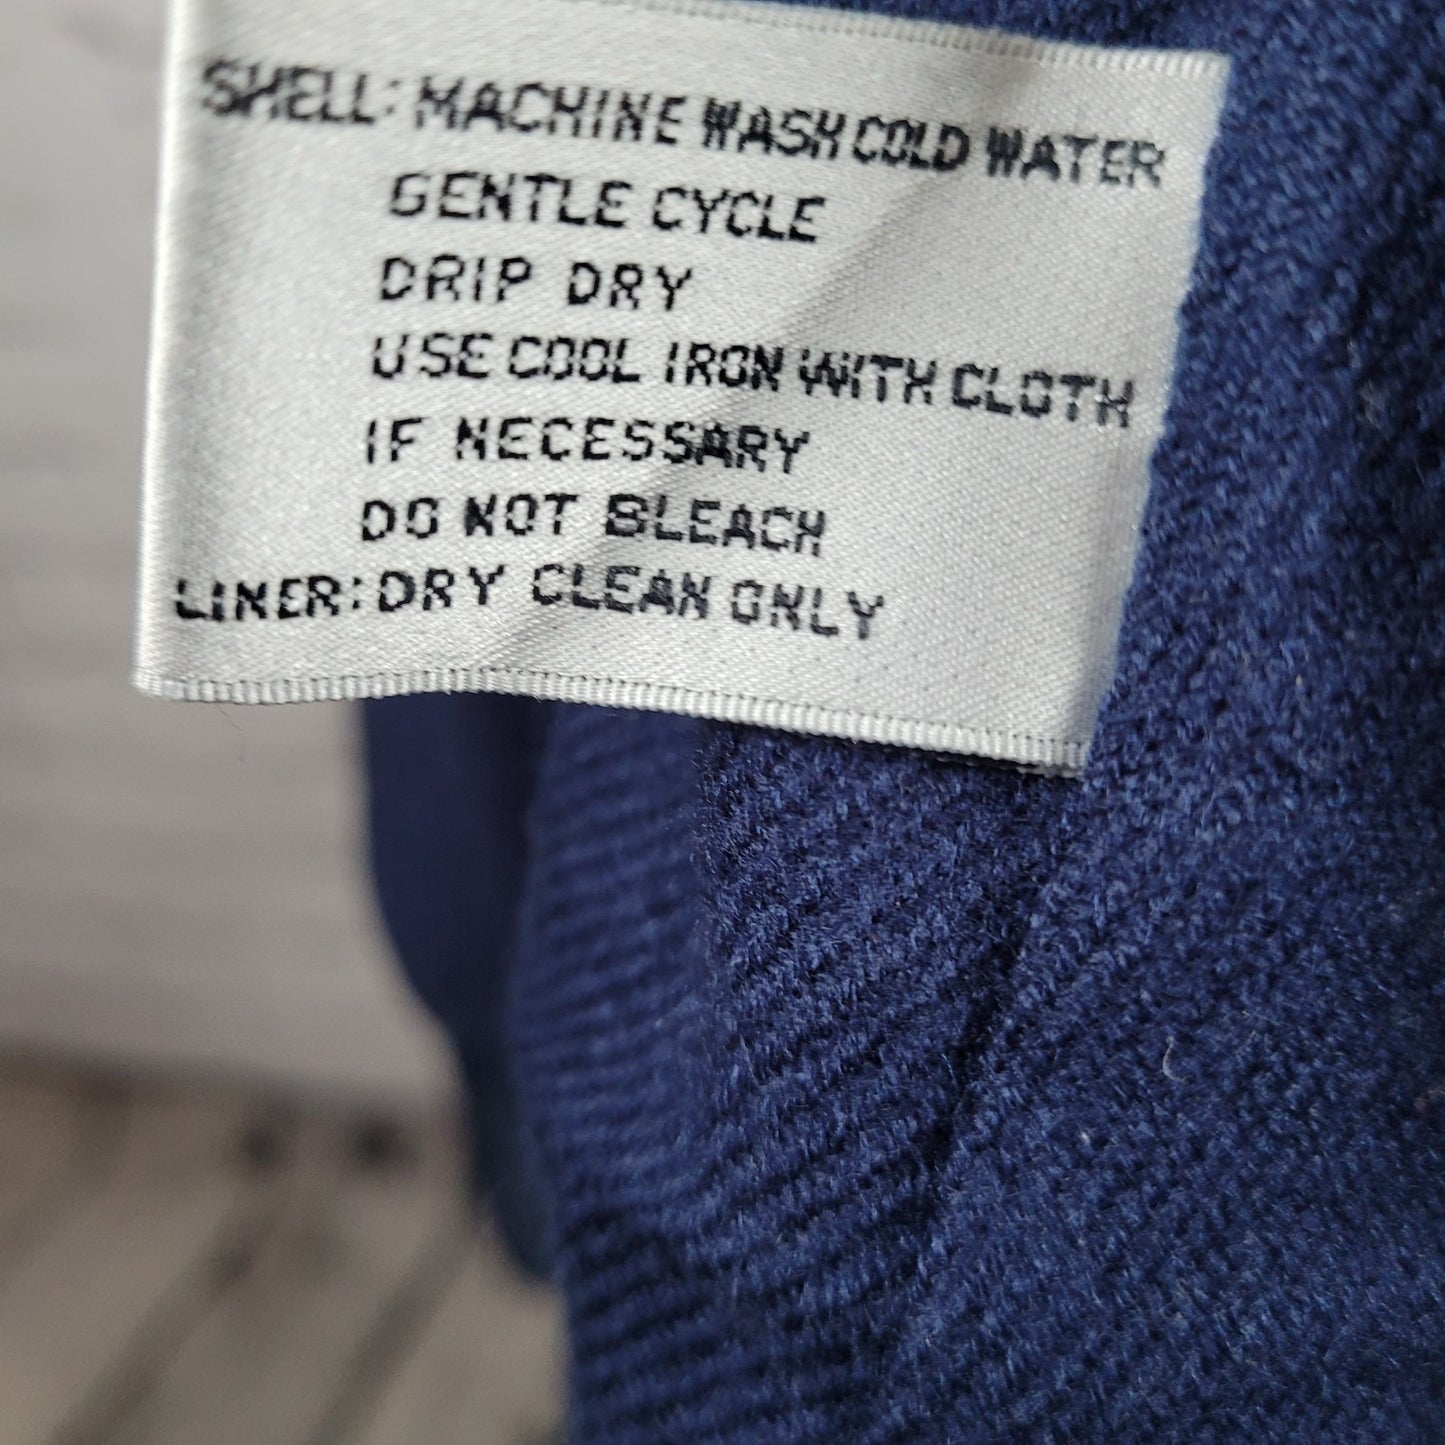 SHELL: MACHINE WASH COLD WATER
GENTLE CYCLE
DRIP DRY
USE COOL IRON WITH CLOTH
IF NECESSARY
DO NOT BLEACH
LINER: DRY CLEAN ONLY